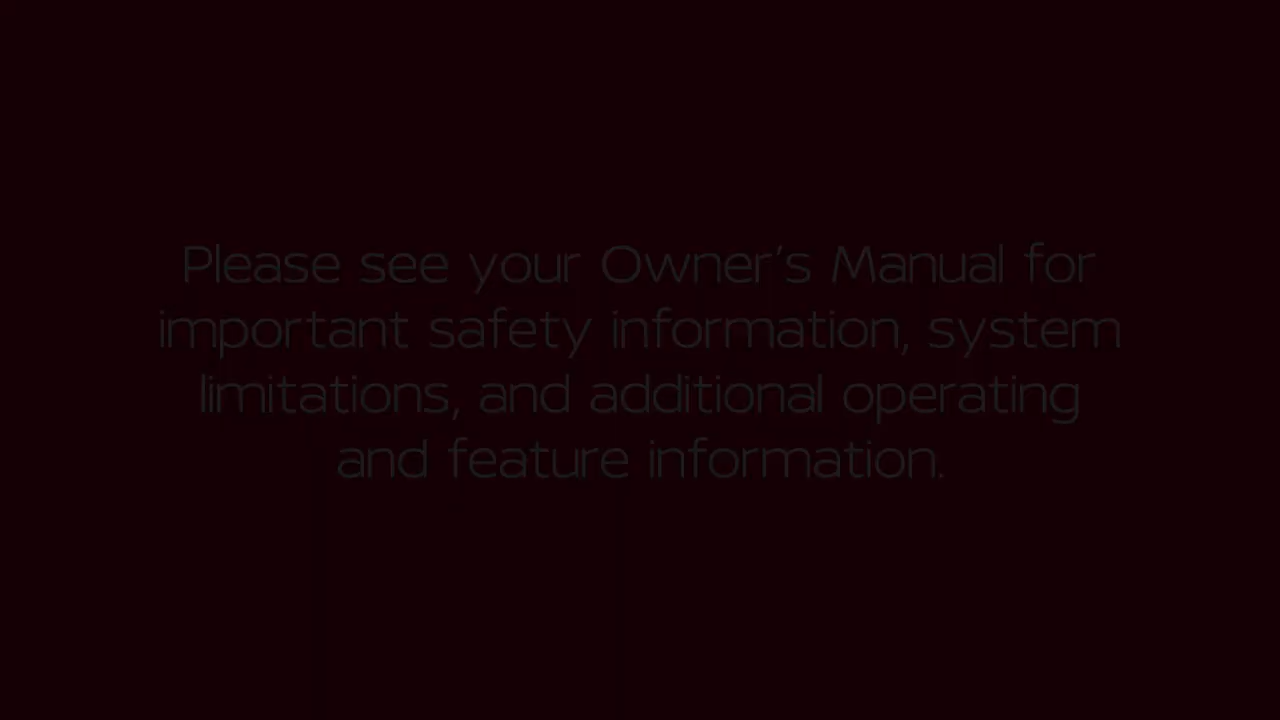 Please see your Owner’s Manual for
important safety information, system
limitations, and additional operating
and feature information.